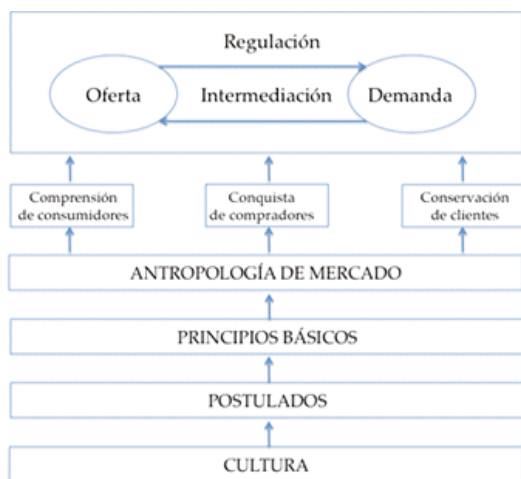 Regulación
Oferta
Intermediación
Demanda
Comprensión
de consumidores
Conquista
de compradores
Conservación
de clientes
ANTROPOLOGÍA DE MERCADO
PRINCIPIOS BÁSICOS
POSTULADOS
CULTURA